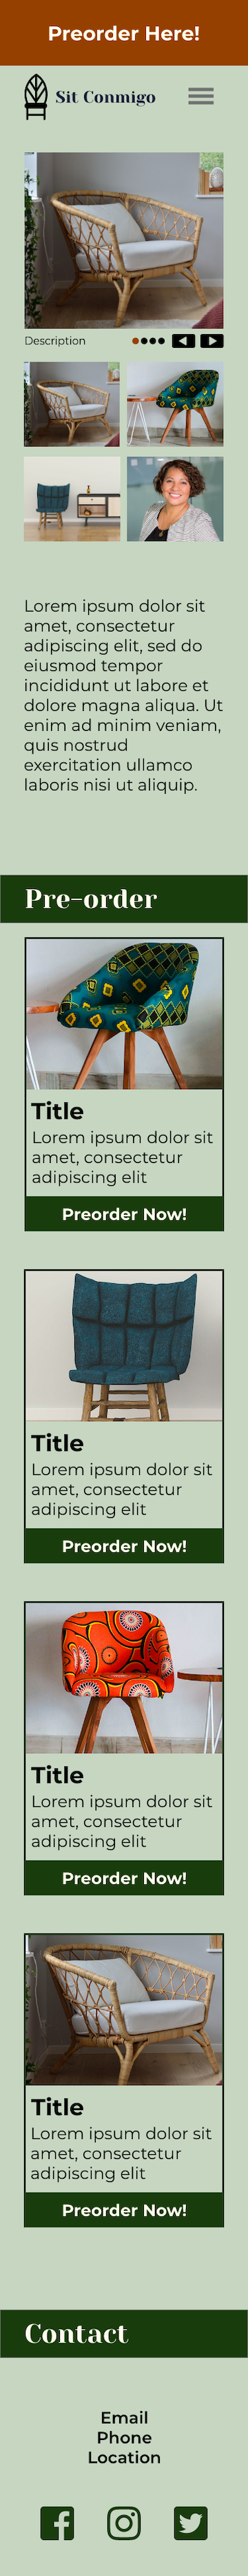 Preorder Here!
Sit Conmigo
Description
Lorem ipsum dolor sit
amet, consectetur
adipiscing elit, sed do
eiusmod tempor
incididunt ut labore et
dolore magna aliqua. Ut
enim ad minim veniam,
quis nostrud
exercitation ullamco
laboris nisi ut aliquip.
Pre-order
Title
Lorem ipsum dolor sit
amet, consectetur
adipiscing elit
Preorder Now!
Title
Lorem ipsum dolor sit
amet, consectetur
adipiscing elit
Preorder Now!
Title
Lorem ipsum dolor sit
amet, consectetur
adipiscing elit
Preorder Now!
Title
Lorem ipsum dolor sit
amet, consectetur
adipiscing elit
Preorder Now!
Contact
Email
Phone
Location